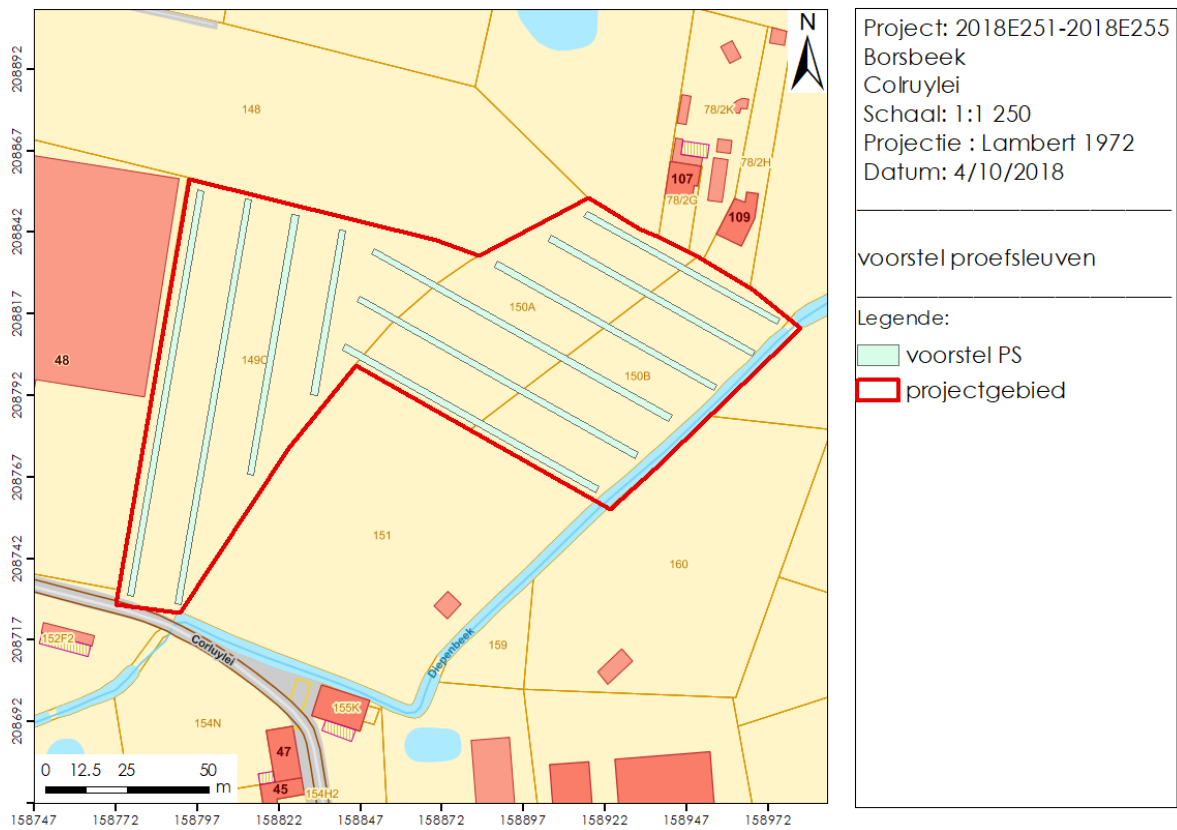 N
Project: 2018E251-2018E255
Borsbeek
Colruylei
Schaal: 1:1 250
Projectie : Lambert 1972
Datum: 4/10/2018
voorstel proefsleuven
Legende:
voorstel PS
projectgebied
208892
208867
208842
208817
208792
208767
208742
208717
208692
148
78/2K
78/2H
107
78/2G
109
48
149C
150A
150B
151
160
152F2
Corluylei
Diepenbeek
159
155K
154N
47
45
154H2
0 12.5 25 50
m
158747 158772 158797 158822 158847 158872 158897 158922 158947 158972